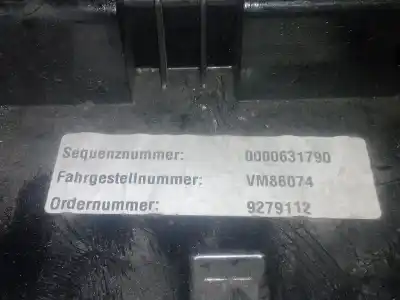 Sequenznummer: 0000631790
Fahrgestellnummer: VM86074
Ordernummer: 9279112